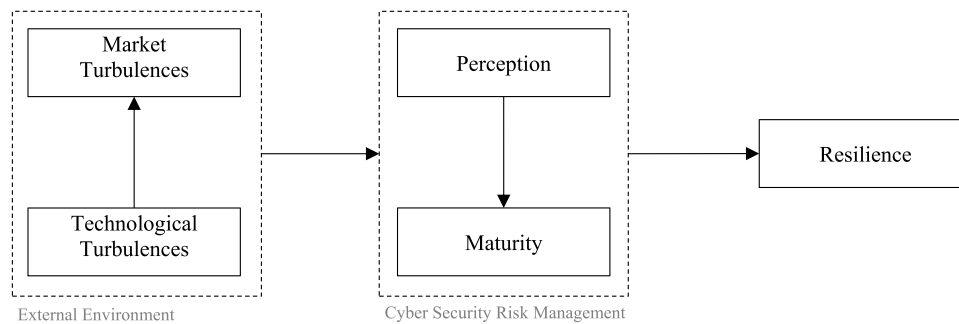 Market
Turbulences
Technological
Turbulences
External Environment
Perception
Maturity
Cyber Security Risk Management
Resilience